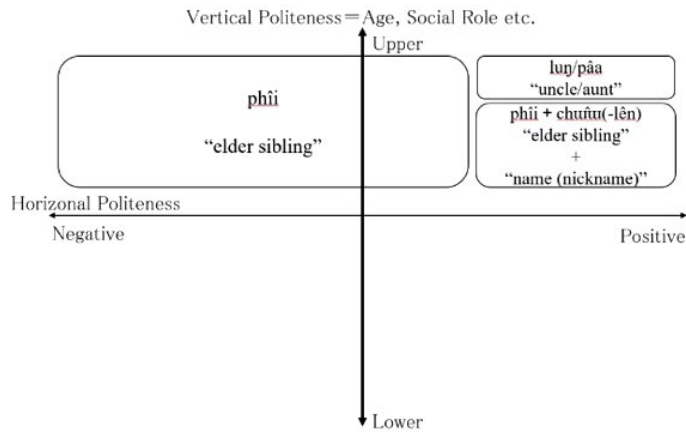 Vertical Politeness＝Age, Social Role etc.
Upper
phîi
“elder sibling”
luŋ/pâa
“uncle/aunt”
phîi + chɯ̂ɯ(-lên)
“elder sibling”
+
“name (nickname)”
Horizonal Politeness
Negative
Positive
Lower